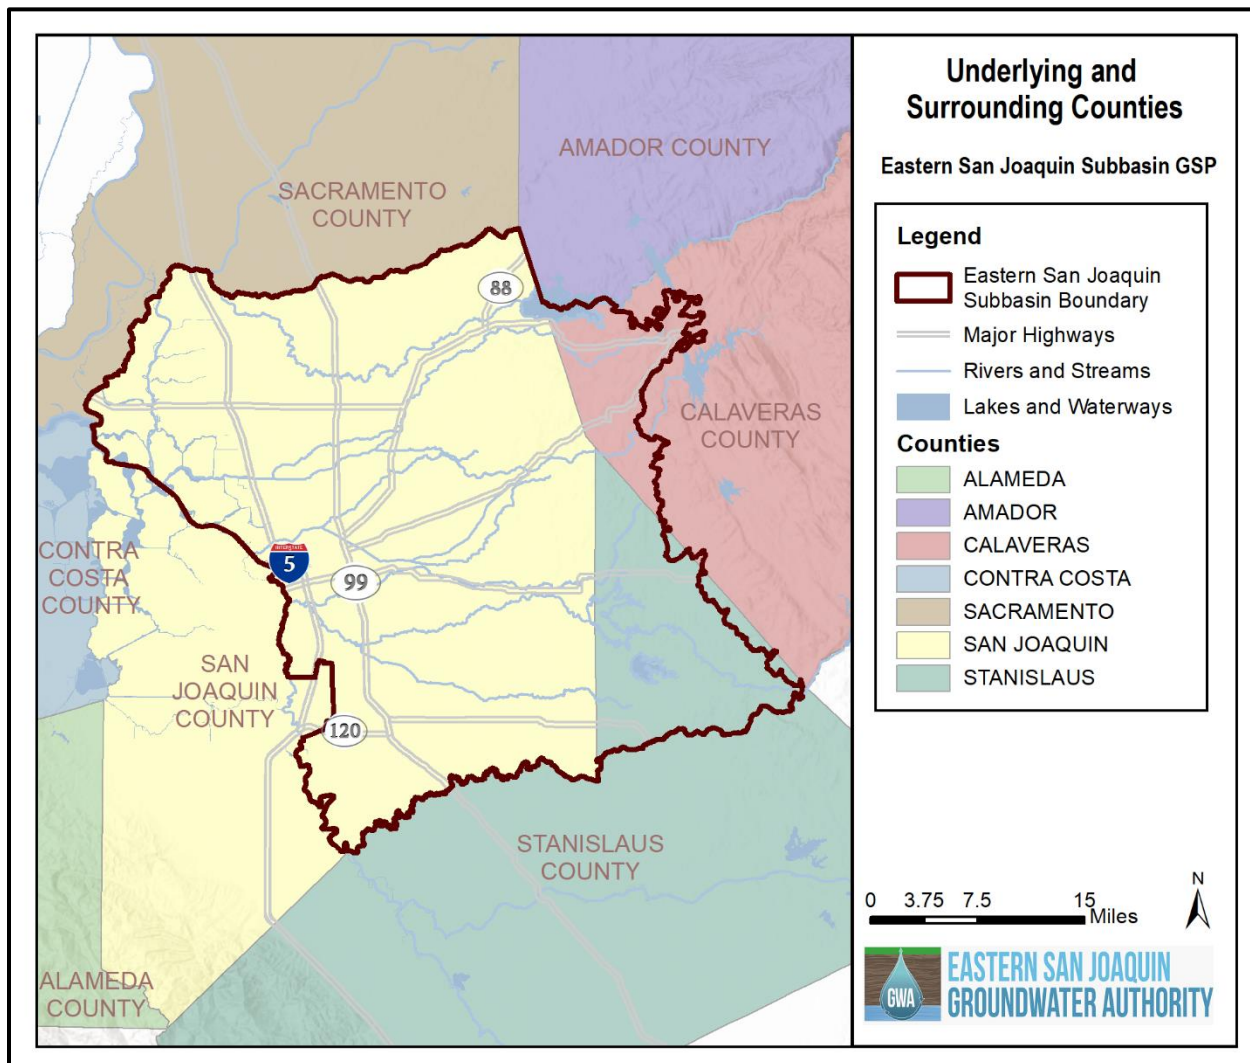 Underlying and
Surrounding Counties
Eastern San Joaquin Subbasin GSP
Legend
Eastern San Joaquin
Subbasin Boundary
Major Highways
Rivers and Streams
Lakes and Waterways
Counties
ALAMEDA
AMADOR
CALAVERAS
CONTRA COSTA
SACRAMENTO
SAN JOAQUIN
STANISLAUS
AMADOR COUNTY
SACRAMENTO
COUNTY
88
CALAVERAS
COUNTY
CONTRA
COSTA
COUNTY
INTERSTATE
5
99
SAN
JOAQUIN
COUNTY
120
STANISLAUS
COUNTY
ALAMEDA
COUNTY
N
0 3.75 7.5 15
Miles
GWA
EASTERN SAN JOAQUIN
GROUNDWATER AUTHORITY